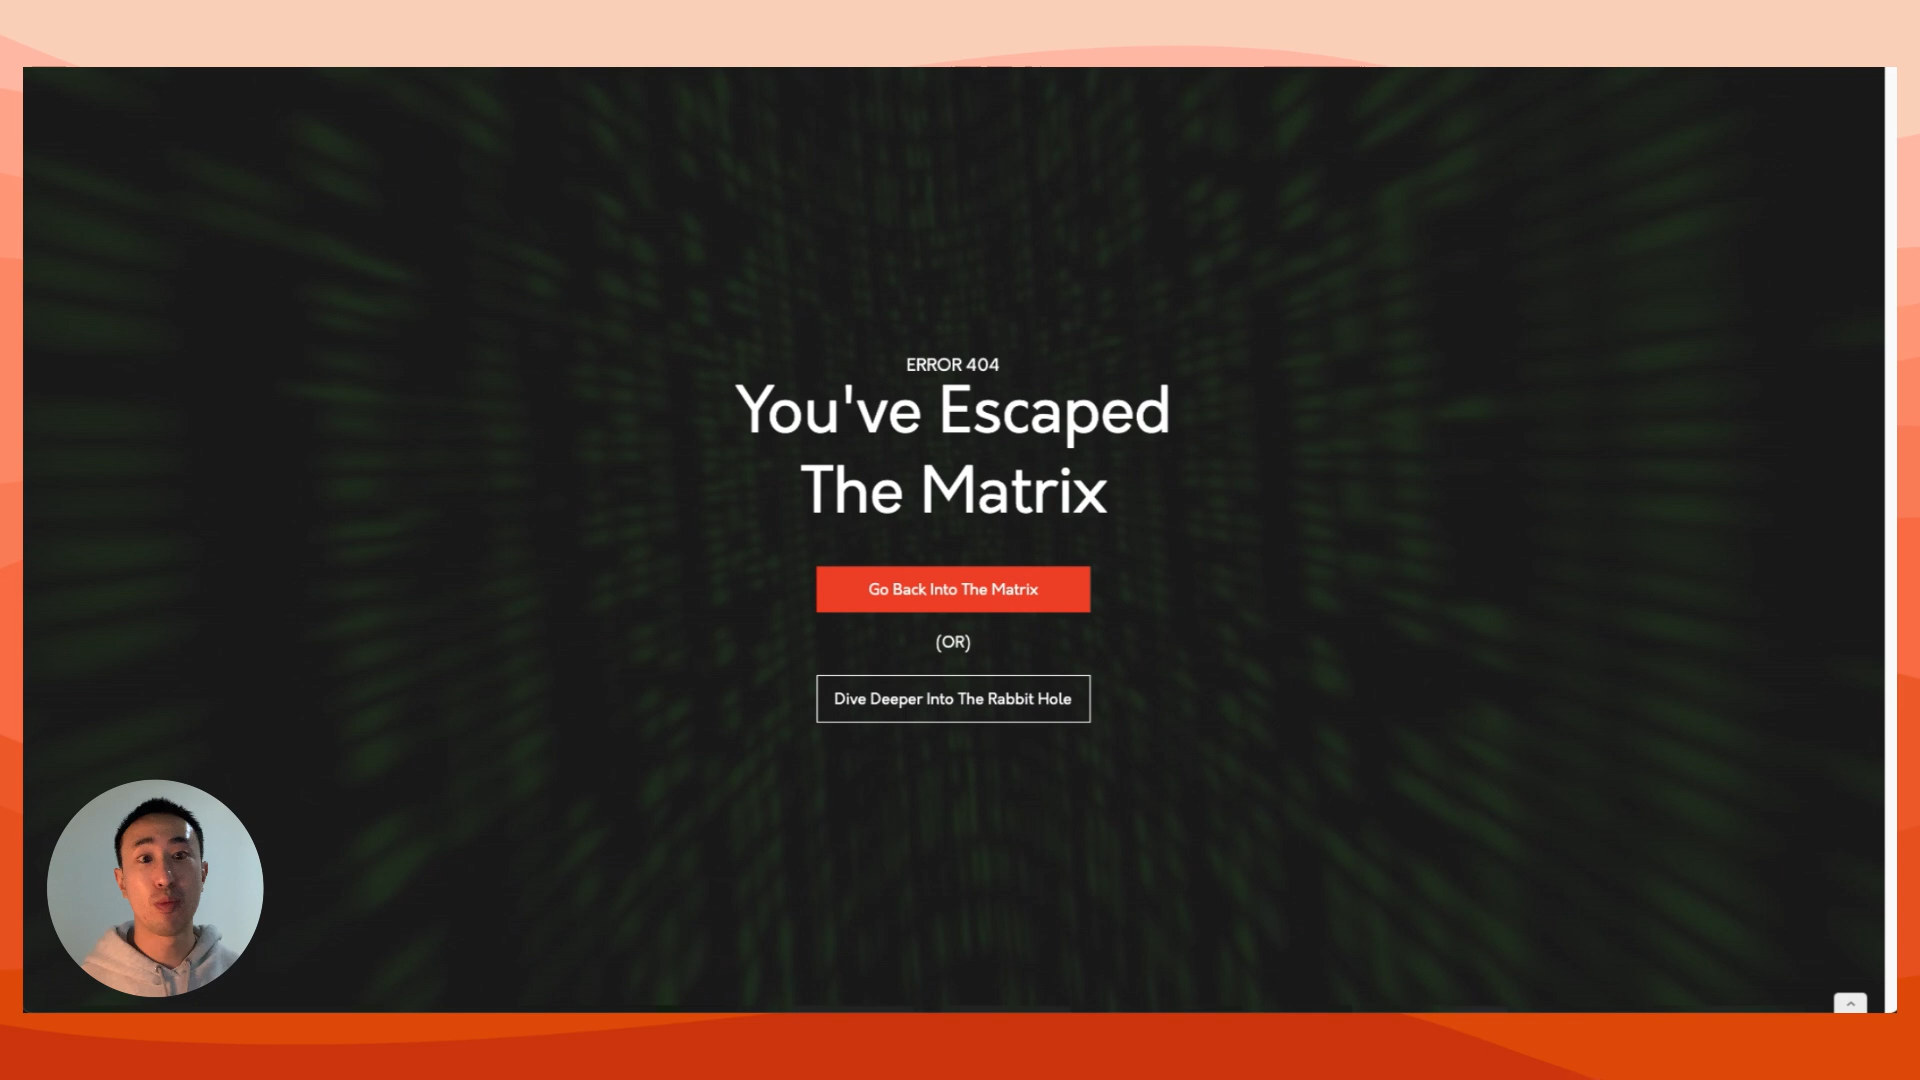 ERROR 404
You've Escaped
The Matrix
Go Back Into The Matrix
(OR)
Dive Deeper Into The Rabbit Hole